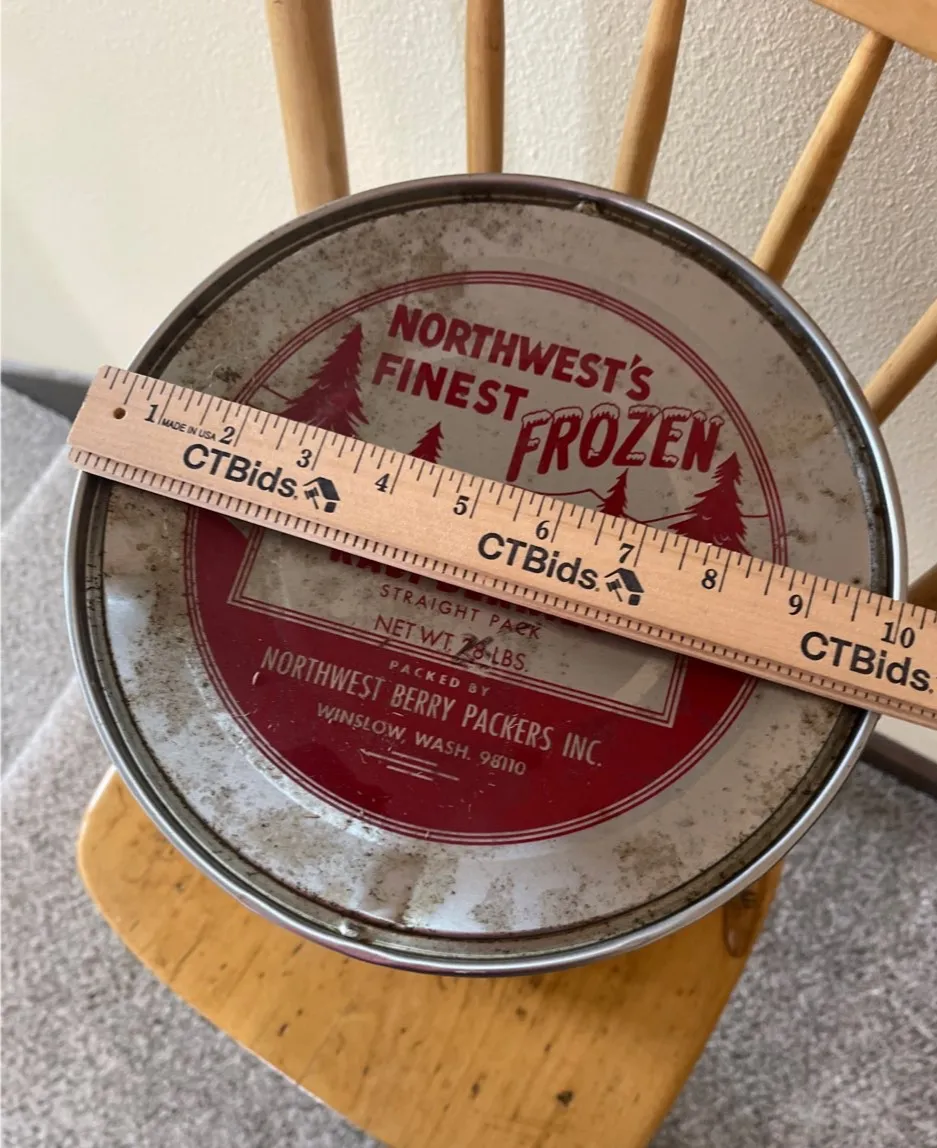 NORTHWEST'S
FINEST
FROZEN
1 2 3 4 5 6 7 8 9 10
MADE IN USA
CTBids.
CTBids.
CTBids.
STRAIGHT PACK
NET WT. 28 LBS.
PACKED BY
NORTHWEST BERRY PACKERS INC.
WINSLOW, WASH. 98110